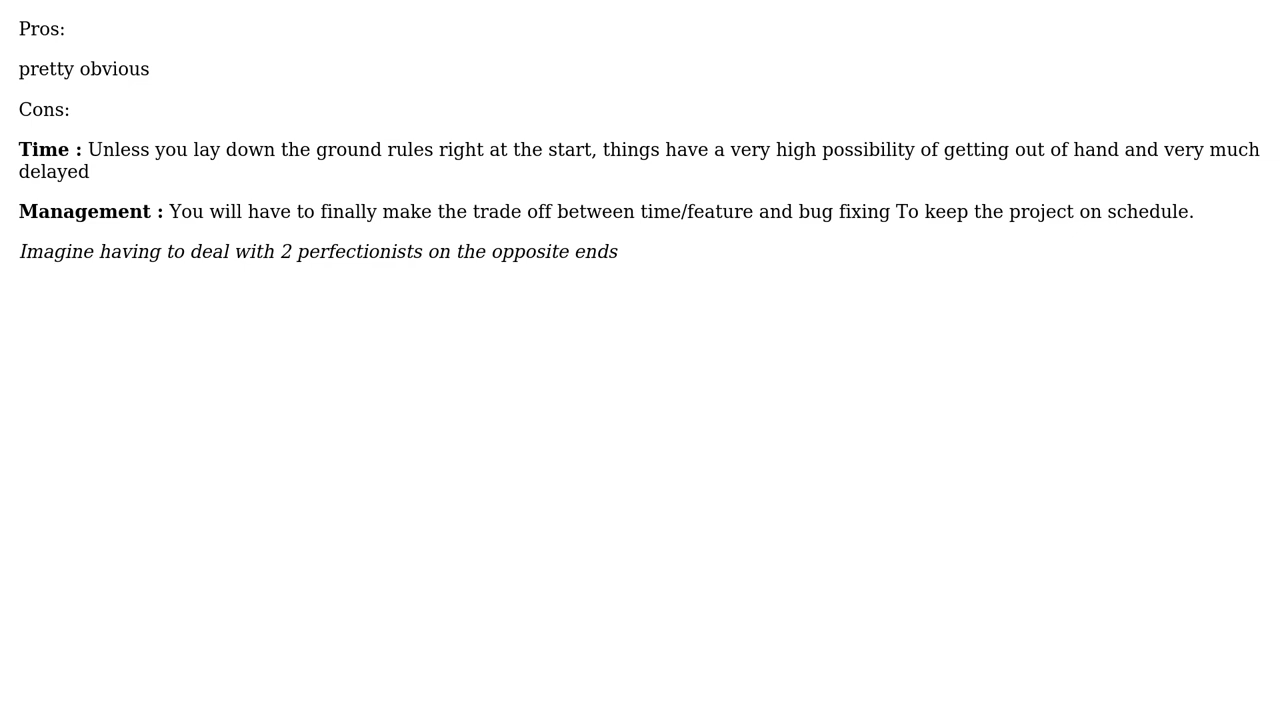 Pros:
pretty obvious
Cons:
Time : Unless you lay down the ground rules right at the start, things have a very high possibility of getting out of hand and very much
delayed
Management : You will have to finally make the trade off between time/feature and bug fixing To keep the project on schedule.
Imagine having to deal with 2 perfectionists on the opposite ends